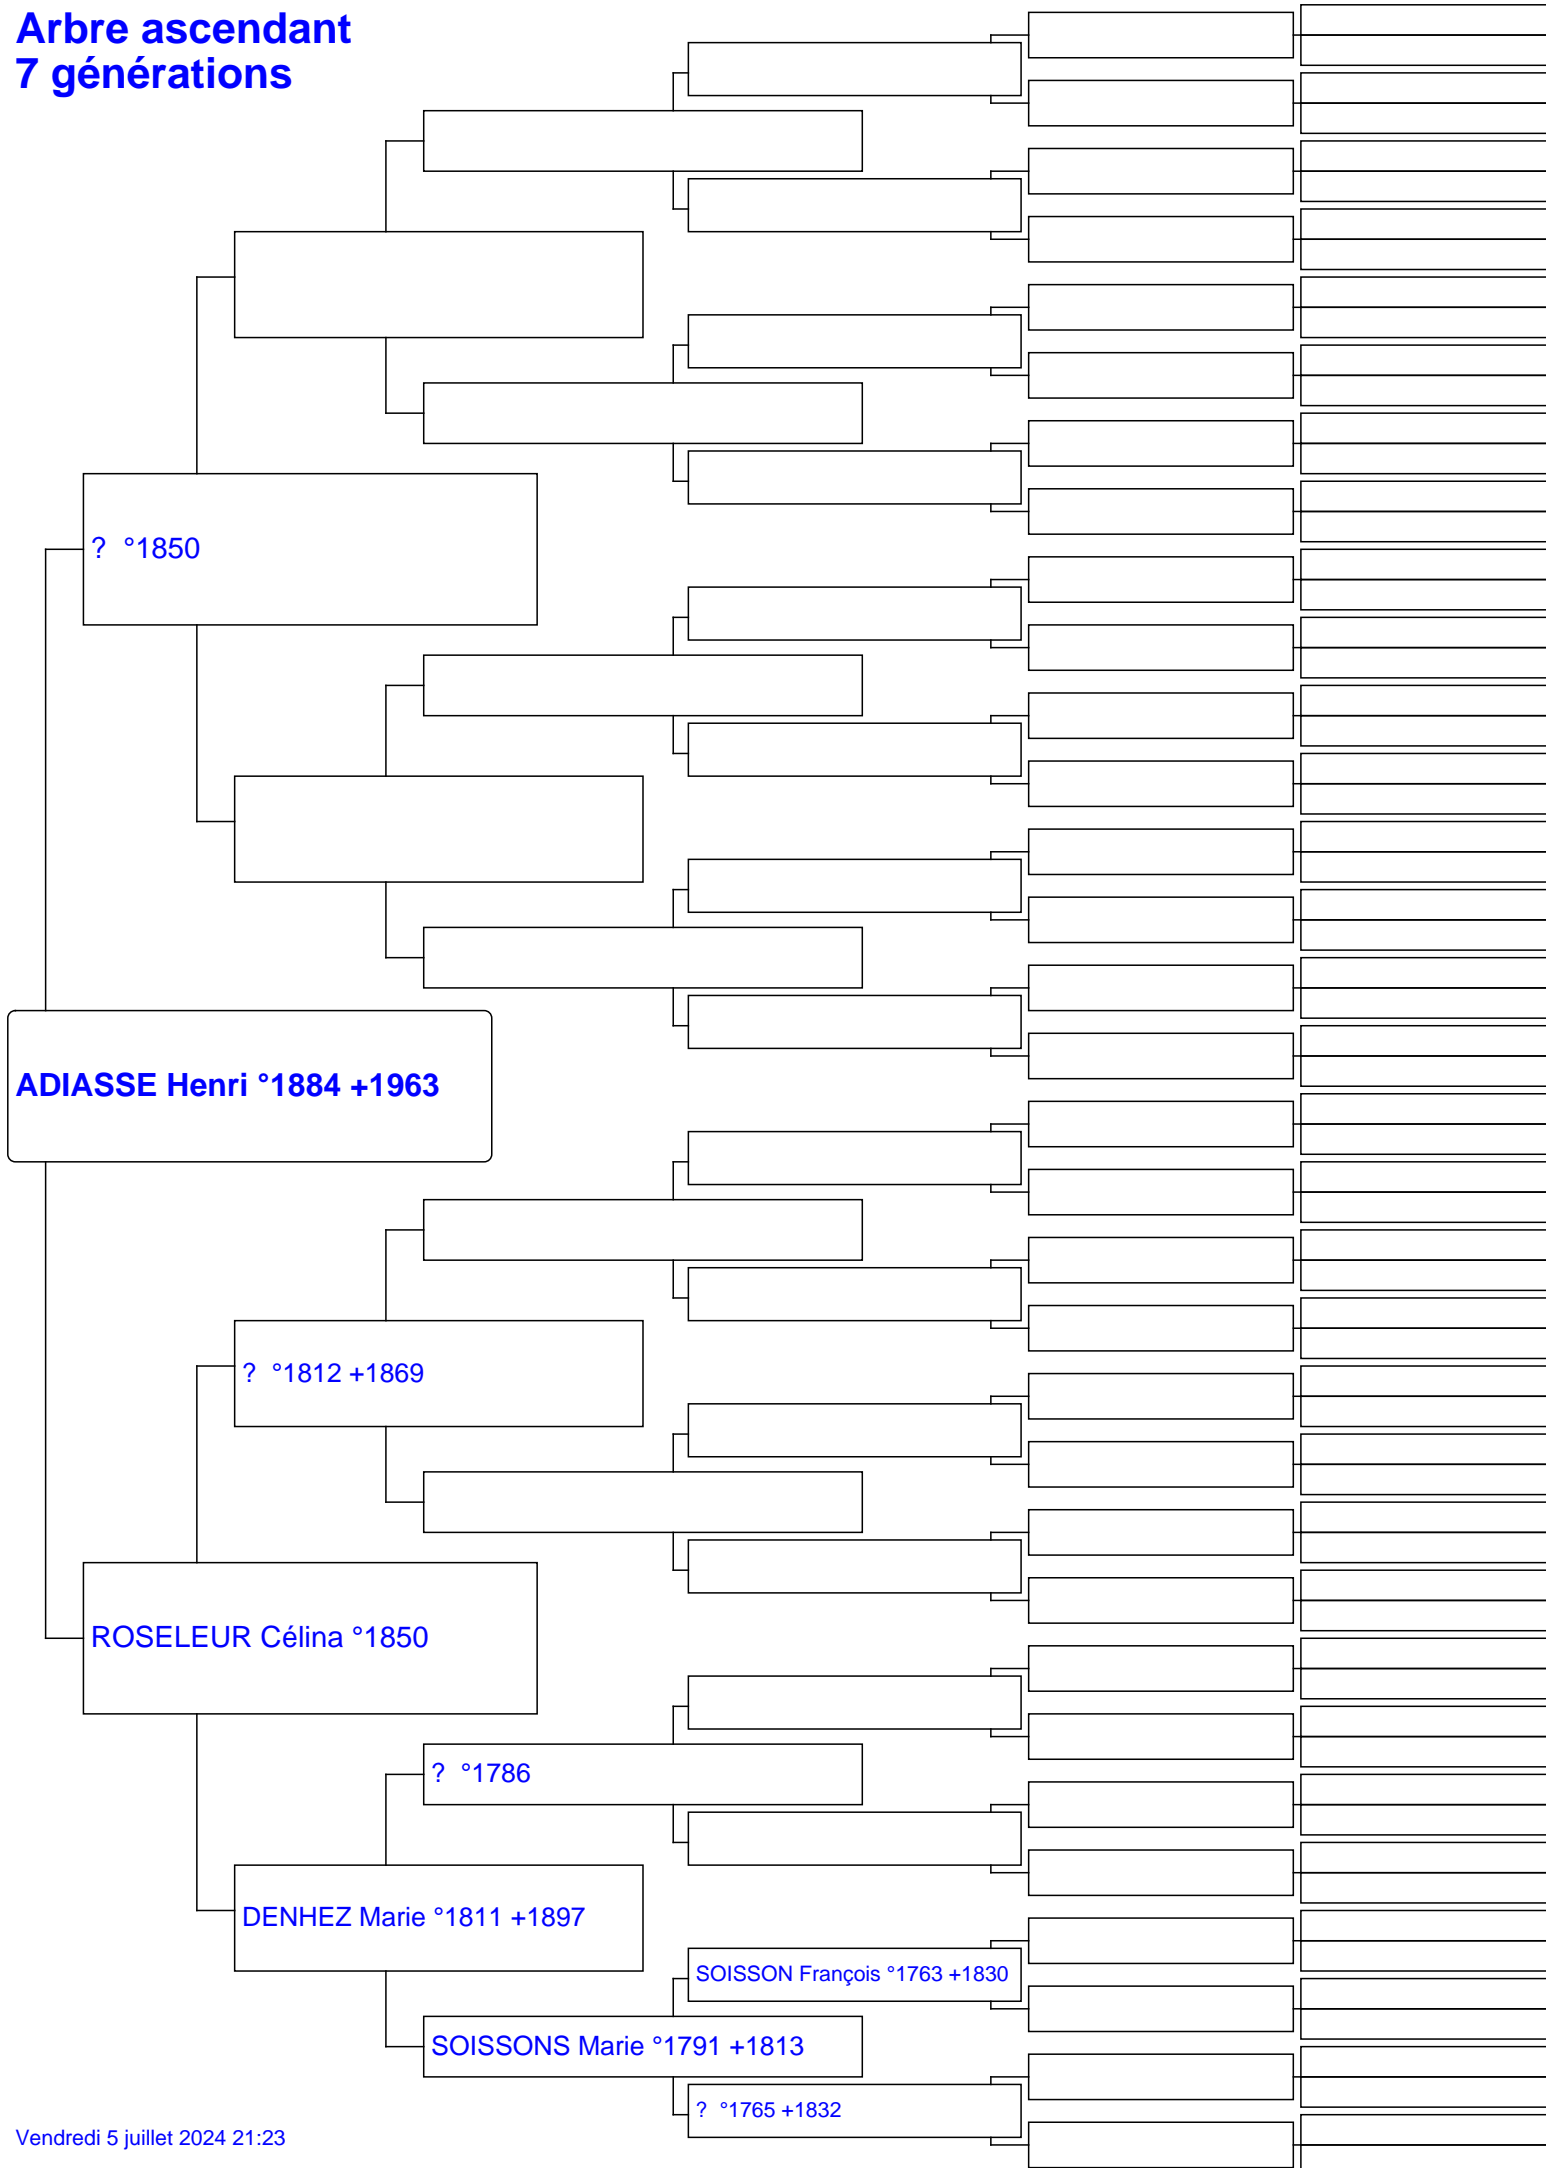 Arbre ascendant
7 générations
? °1850
ADIASSE Henri °1884 +1963
? °1812 +1869
ROSELEUR Célina °1850
? °1786
DENHEZ Marie °1811 +1897
SOISSON François °1763 +1830
SOISSONS Marie °1791 +1813
? °1765 +1832
Vendredi 5 juillet 2024 21:23